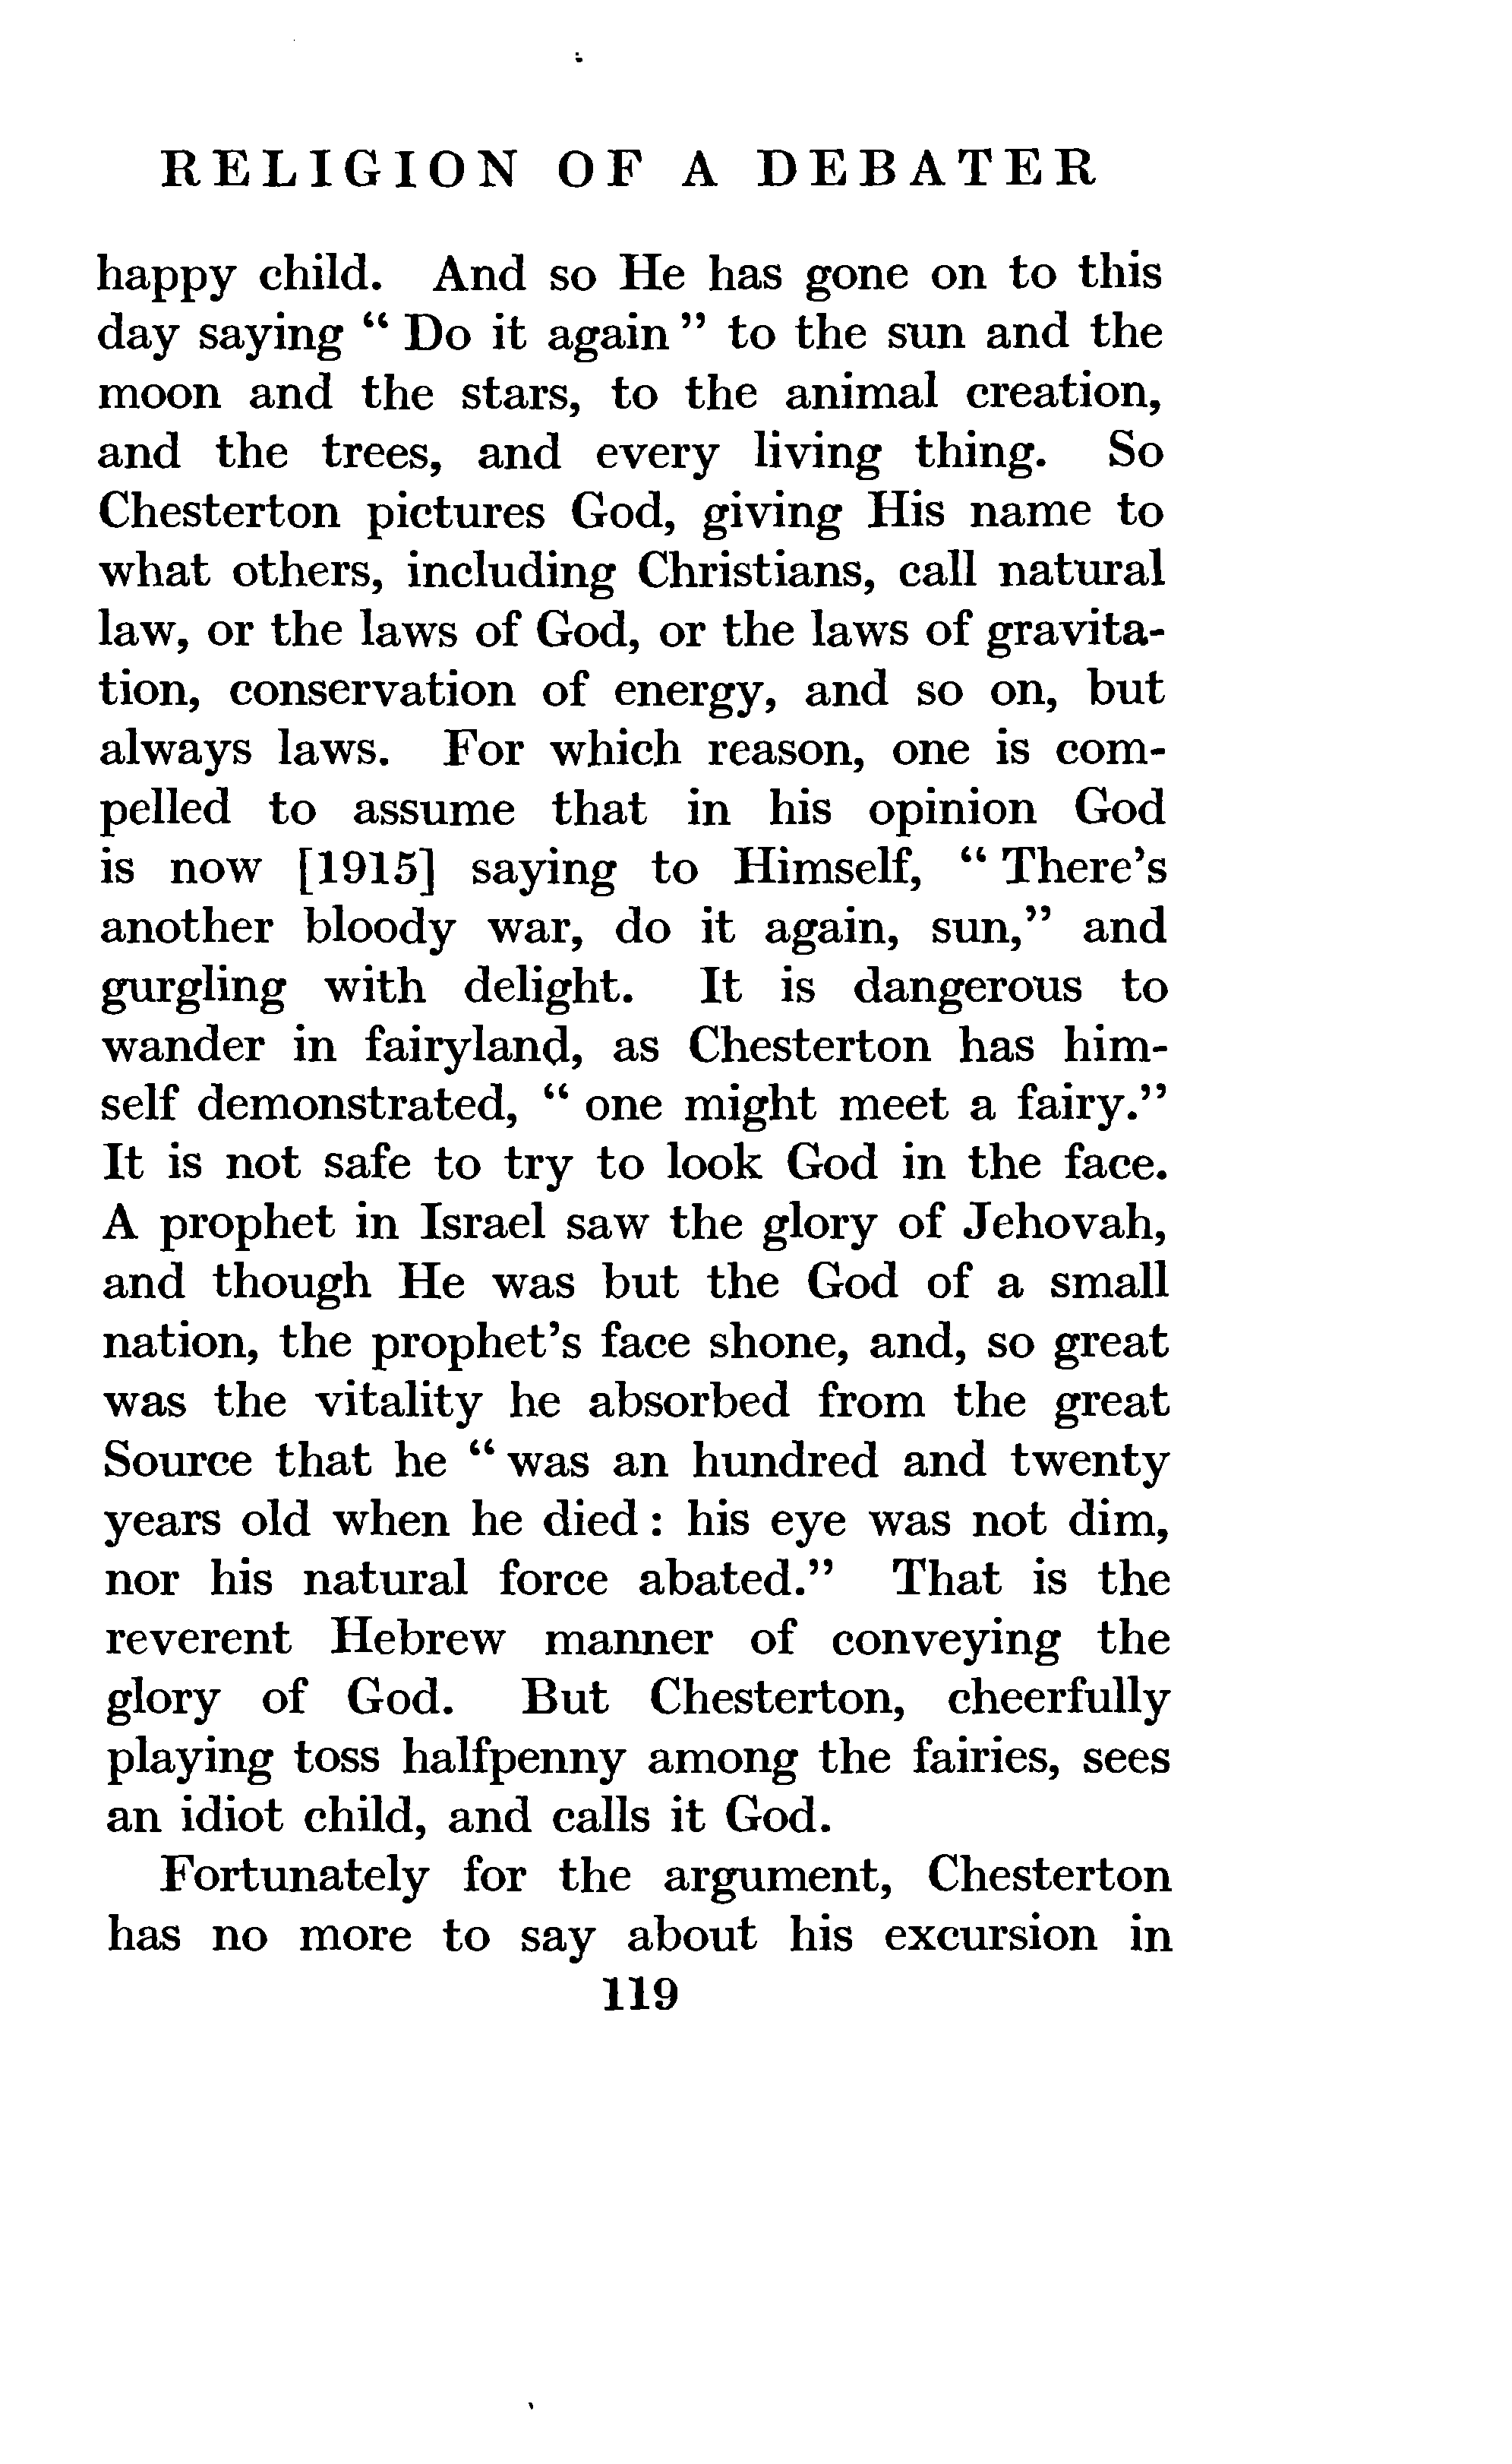 RELIGION OF A DEBATER
happy child. And so He has gone on to this
day saying “ Do it again ” to the sun and the
moon and the stars, to the animal creation,
and the trees, and every living thing. So
Chesterton pictures God, giving His name to
what others, including Christians, call natural
law, or the laws of God, or the laws of gravita-
tion, conservation of energy, and so on, but
always laws. For which reason, one is com-
pelled to assume that in his opinion God
is now [1915] saying to Himself, “ There’s
another bloody war, do it again, sun,” and
gurgling with delight. It is dangerous to
wander in fairyland, as Chesterton has him-
self demonstrated, “ one might meet a fairy.”
It is not safe to try to look God in the face.
A prophet in Israel saw the glory of Jehovah,
and though He was but the God of a small
nation, the prophet’s face shone, and, so great
was the vitality he absorbed from the great
Source that he “ was an hundred and twenty
years old when he died : his eye was not dim,
nor his natural force abated.” That is the
reverent Hebrew manner of conveying the
glory of God. But Chesterton, cheerfully
playing toss halfpenny among the fairies, sees
an idiot child, and calls it God.
Fortunately for the argument, Chesterton
has no more to say about his excursion in
119